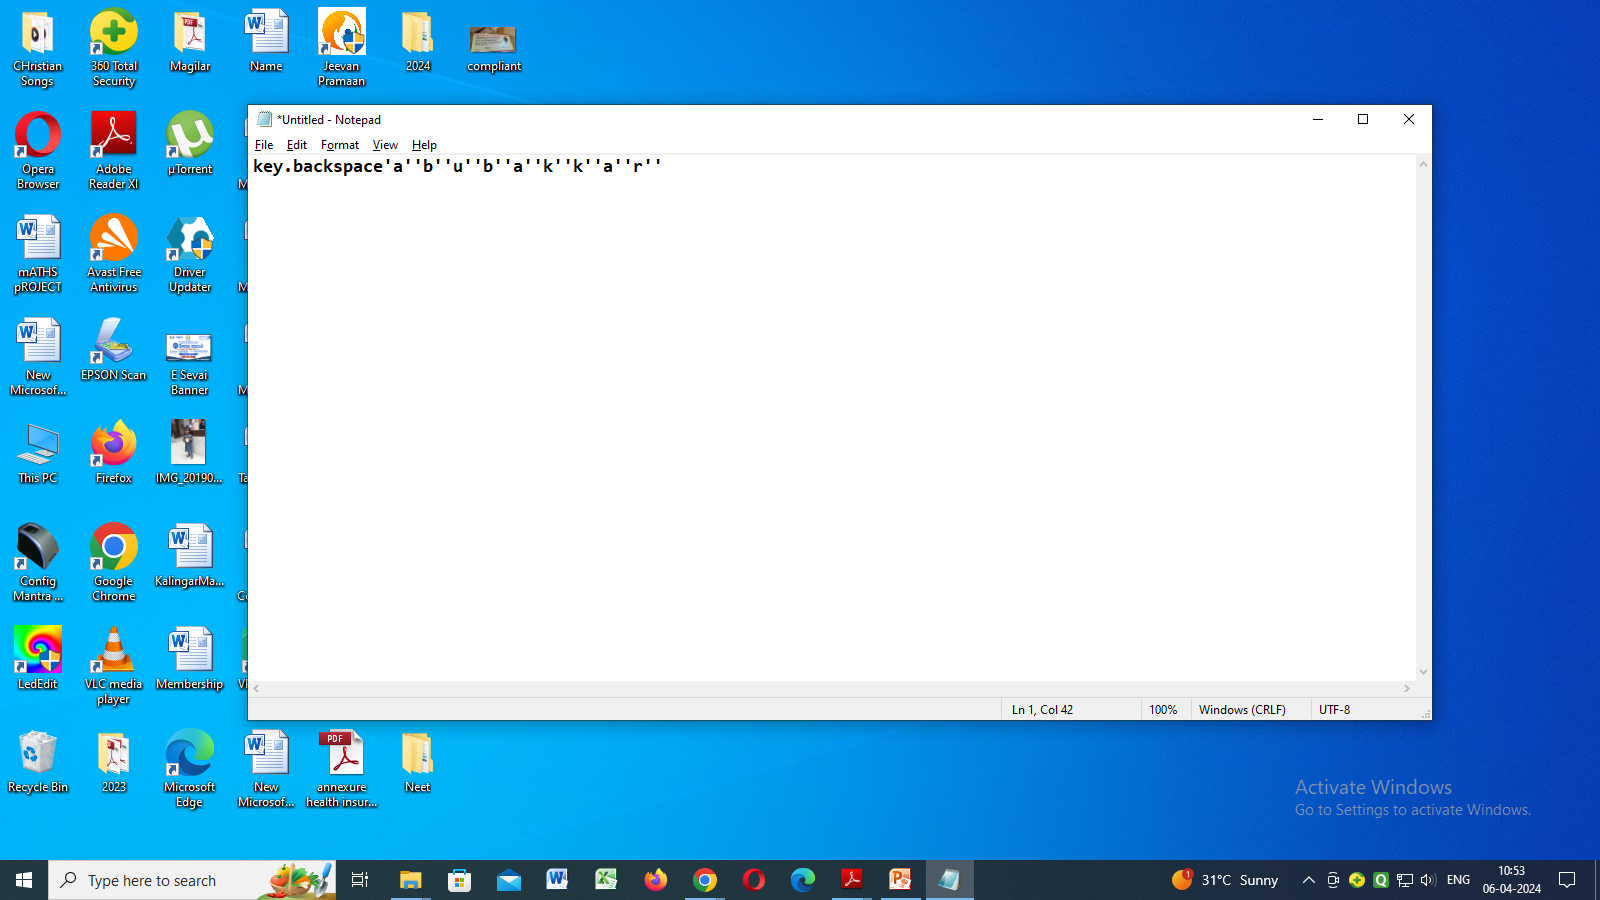 CHristian Songs
360 Total Security
Magilar
Name
Jeevan Pramaan
2024
compliant
Opera Browser
Adobe Reader XI
µTorrent
mATHS pROJECT
Avast Free Antivirus
Driver Updater
New Microsof...
EPSON Scan
E Sevai Banner
This PC
Firefox
IMG_20190...
Config Mantra ...
Google Chrome
KalingarMa...
LedEdit
VLC media player
Membership
Recycle Bin
2023
Microsoft Edge
New Microsof...
annexure health insur...
Neet
*Untitled - Notepad
File Edit Format View Help
key.backspace'a''b''u''b''a''k''k''a''r''
Ln 1, Col 42
100%
Windows (CRLF)
UTF-8
Activate Windows
Go to Settings to activate Windows.
Type here to search
31°C Sunny
ENG
10:53
06-04-2024